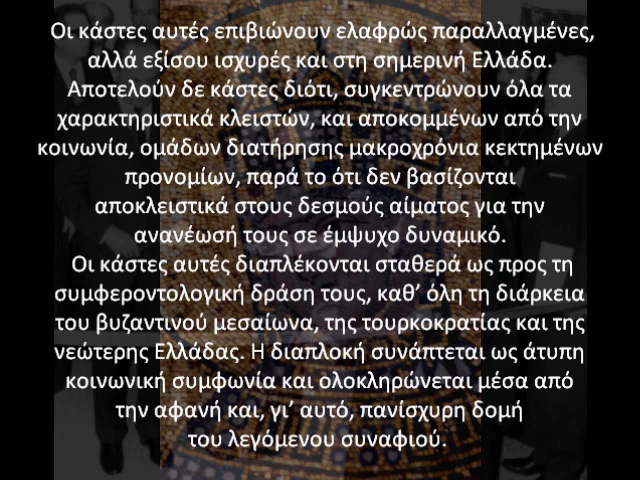 Οι κάστες αυτές επιβιώνουν ελαφρώς παραλλαγμένες,
αλλά εξίσου ισχυρές και στη σημερινή Ελλάδα.
Αποτελούν δε κάστες διότι, συγκεντρώνουν όλα τα
χαρακτηριστικά κλειστών, και αποκομμένων από την
κοινωνία, ομάδων διατήρησης μακροχρόνια κεκτημένων
προνομίων, παρά το ότι δεν βασίζονται
αποκλειστικά στους δεσμούς αίματος για την
ανανέωσή τους σε έμψυχο δυναμικό.
Οι κάστες αυτές διαπλέκονται σταθερά ως προς τη
συμφεροντολογική δράση τους, καθ’ όλη τη διάρκεια
του βυζαντινού μεσαίωνα, της τουρκοκρατίας και της
νεώτερης Ελλάδας. Η διαπλοκή συνάπτεται ως άτυπη
κοινωνική συμφωνία και ολοκληρώνεται μέσα από
την αφανή και, γι’ αυτό, πανίσχυρη δομή
του λεγόμενου συναφιού.